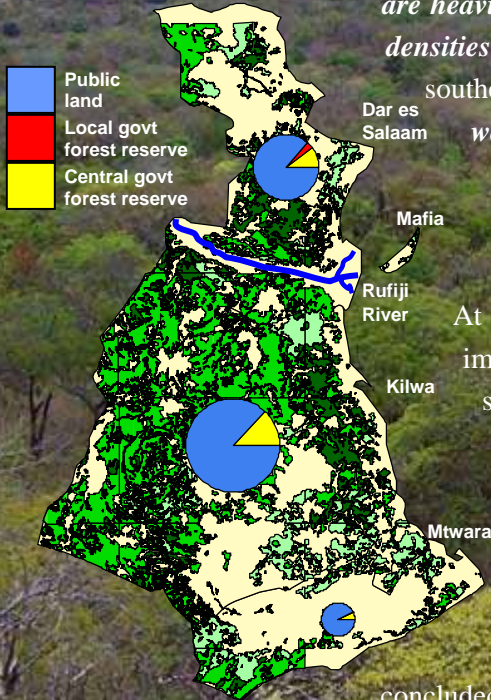 are heavi
densities
southe
w
Public
land
Local govt
forest reserve
Central govt
forest reserve
Dar es
Salaam
Mafia
Rufiji
River
At
im
s
Kilwa
Mtwara
concluded